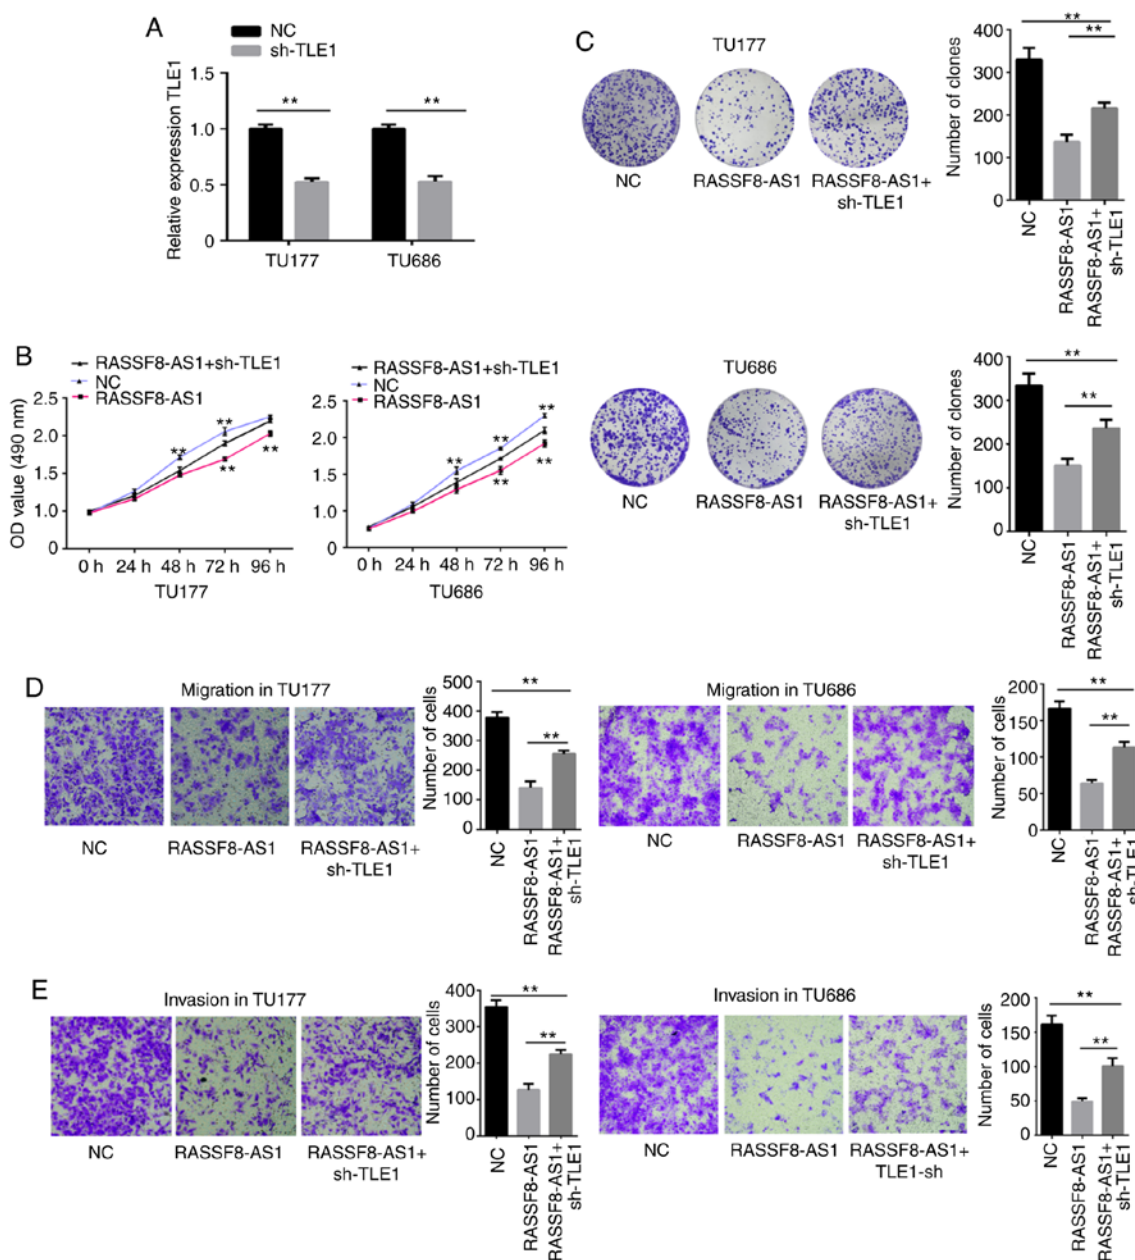 A
NC
sh-TLE1
Relative expression TLE1
1.5
1.0
0.5
0
**
**
TU177
TU686
B
RASSF8-AS1+sh-TLE1
NC
RASSF8-AS1
OD value (490 nm)
2.5
2.0
1.5
1.0
**
**
**
**
0 h 24 h 48 h 72 h 96 h
TU177
RASSF8-AS1+sh-TLE1
NC
RASSF8-AS1
2.5
2.0
1.5
1.0
0.5
**
**
**
**
**
0 h 24 h 48 h 72 h 96 h
TU686
C
TU177
NC
RASSF8-AS1
RASSF8-AS1+
sh-TLE1
Number of clones
400
300
200
100
0
**
**
NC
RASSF8-AS1
RASSF8-AS1+
sh-TLE1
TU686
NC
RASSF8-AS1
RASSF8-AS1+
sh-TLE1
Number of clones
400
300
200
100
0
**
**
NC
RASSF8-AS1
RASSF8-AS1+
sh-TLE1
D
Migration in TU177
NC
RASSF8-AS1
RASSF8-AS1+
sh-TLE1
Number of cells
500
400
300
200
100
0
**
**
NC
RASSF8-AS1
RASSF8-AS1+
sh-TLE1
Migration in TU686
NC
RASSF8-AS1
RASSF8-AS1+
sh-TLE1
Number of cells
200
150
100
50
0
**
**
NC
RASSF8-AS1
RASSF8-AS1+
sh-TLE1
E
Invasion in TU177
NC
RASSF8-AS1
RASSF8-AS1+
sh-TLE1
Number of cells
400
300
200
100
0
**
**
NC
RASSF8-AS1
RASSF8-AS1+
sh-TLE1
Invasion in TU686
NC
RASSF8-AS1
RASSF8-AS1+
TLE1-sh
Number of cells
200
150
100
50
0
**
**
NC
RASSF8-AS1
RASSF8-AS1+
sh-TLE1